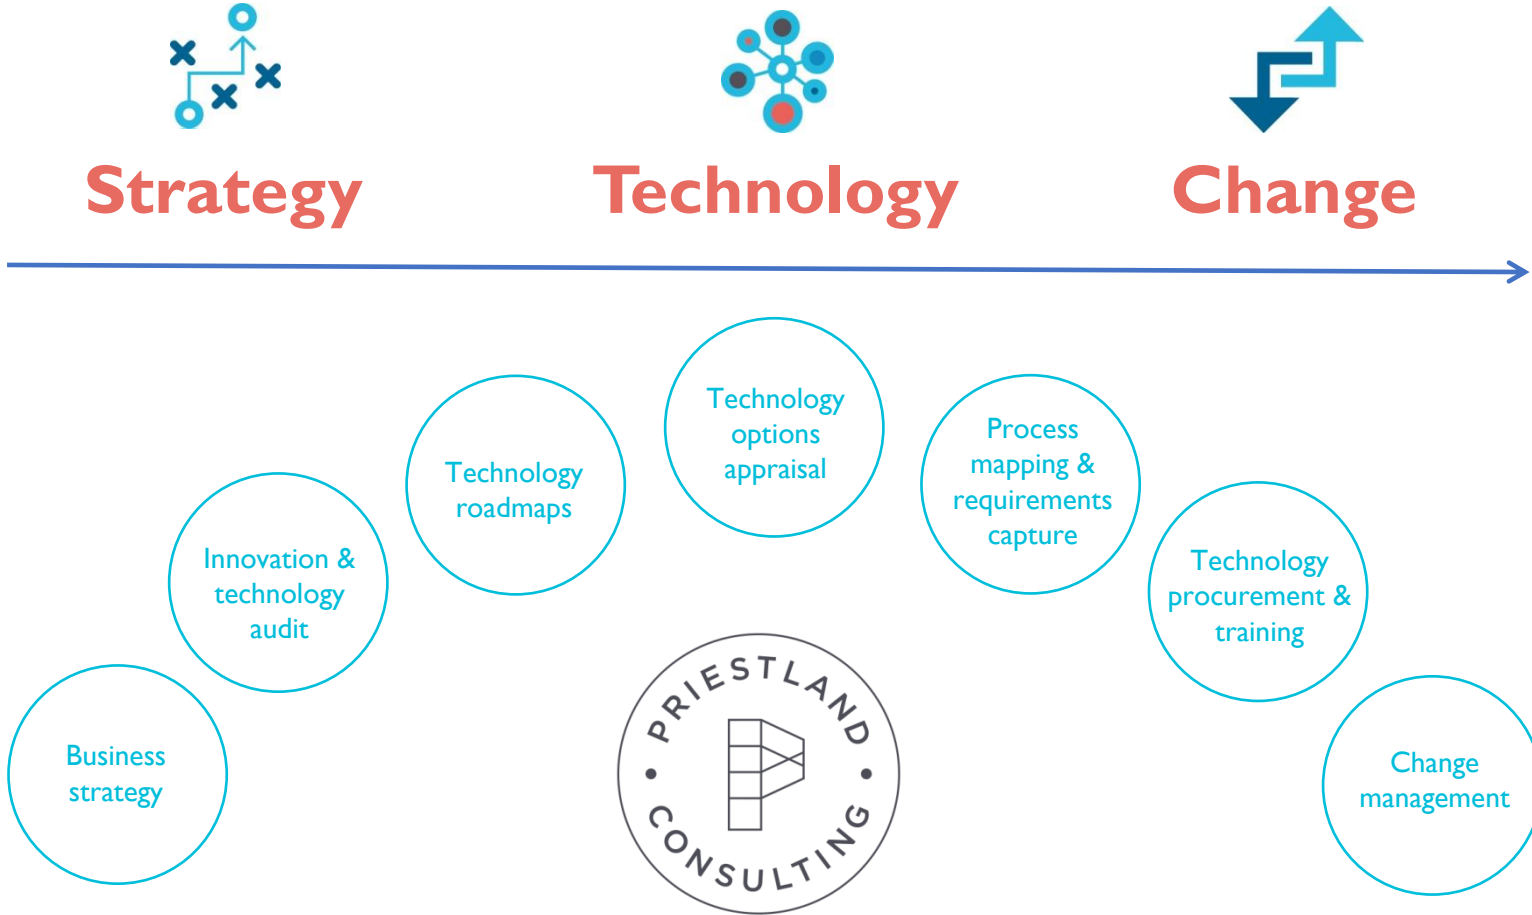 Strategy
Technology
Change
Technology
options
appraisal
Technology
roadmaps
Process
mapping &
requirements
capture
Innovation &
technology
audit
Technology
procurement &
training
Business
strategy
Change
management
PRIESTLAND
CONSULTING